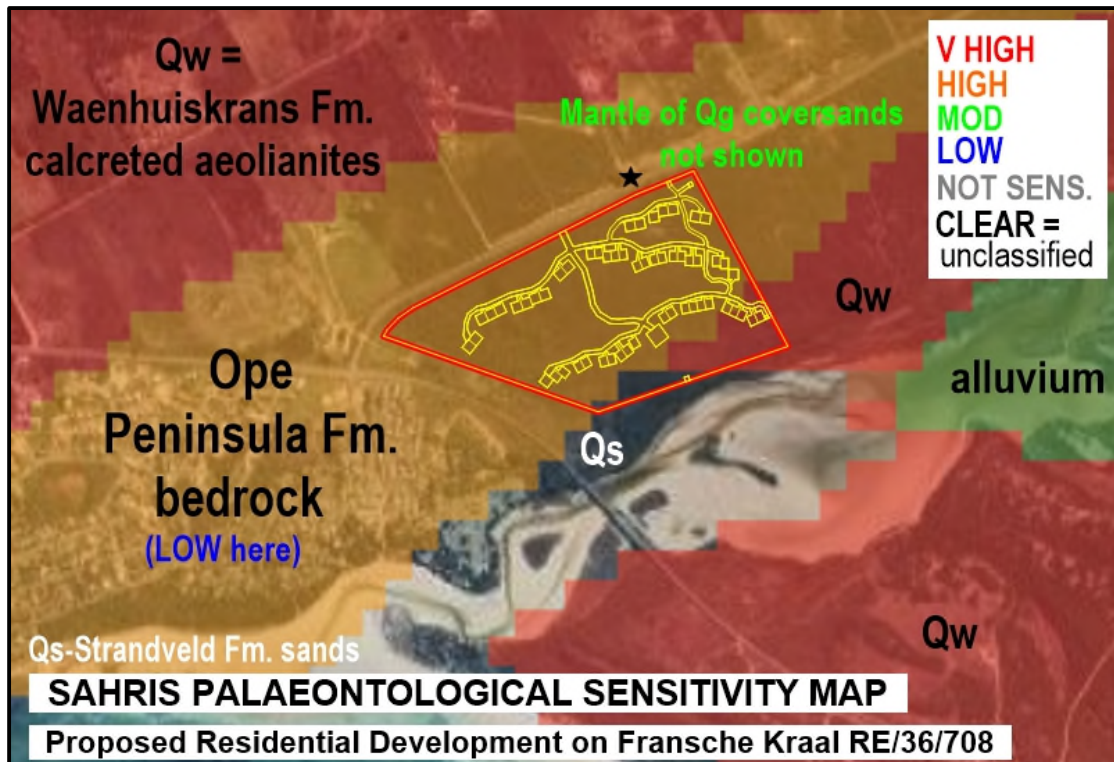 Qw =
Waenhuiskrans Fm.
calcreted aeolianites
Mantle of Qg coversands
not shown
V HIGH
HIGH
MOD
LOW
NOT SENS.
CLEAR =
unclassified
Qw
alluvium
Ope
Peninsula Fm.
bedrock
(LOW here)
Qs
Qw
Qs-Strandveld Fm. sands
SAHRIS PALAEONTOLOGICAL SENSITIVITY MAP
Proposed Residential Development on Fransche Kraal RE/36/708